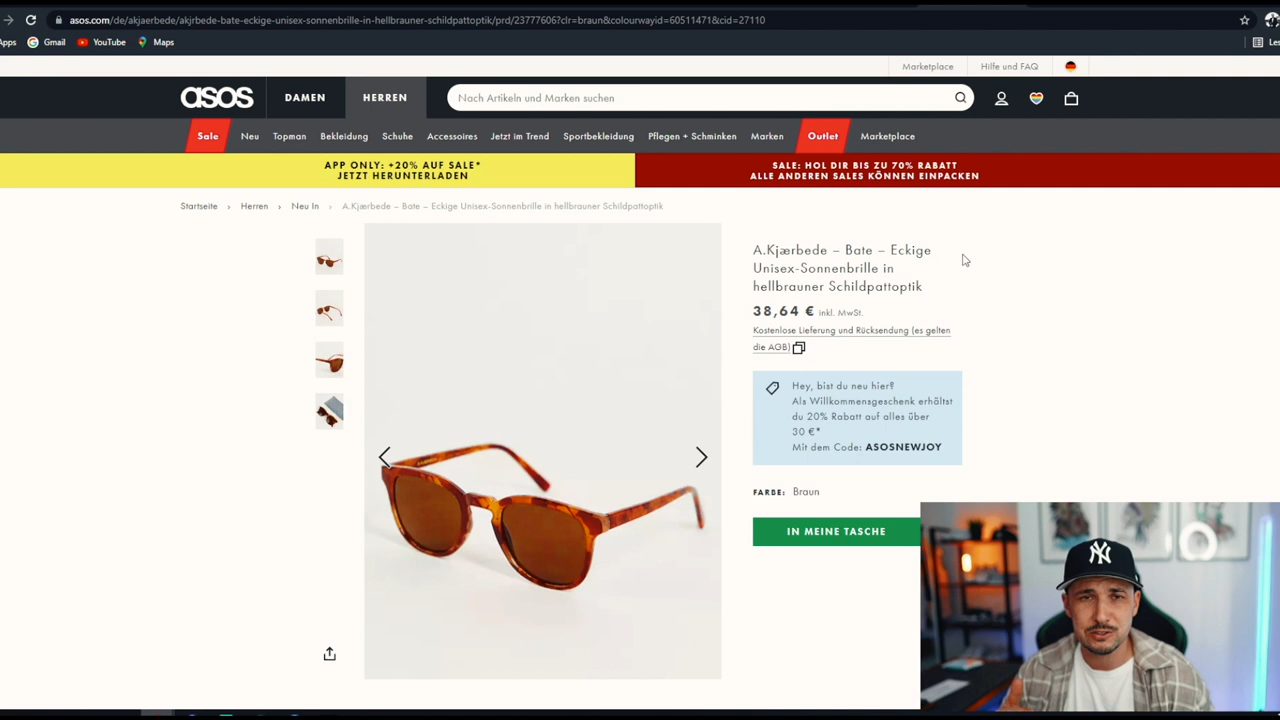 asos.com/de/akjaerbede/akjrbede-bate-eckige-unisex-sonnenbrille-in-hellbrauner-schildpattoptik/prd/23777606?clr=braun&colourwayid=60511471&cid=27110
Apps Gmail YouTube Maps Les
Marketplace Hilfe und FAQ
asos DAMEN HERREN Nach Artikeln und Marken suchen
Sale Neu Topman Bekleidung Schuhe Accessoires Jetzt im Trend Sportbekleidung Pflegen + Schminken Marken Outlet Marketplace
APP ONLY: +20% AUF SALE*
JETZT HERUNTERLADEN
SALE: HOL DIR BIS ZU 70% RABATT
ALLE ANDEREN SALES KÖNNEN EINPACKEN
Startseite › Herren › Neu In › A.Kjærbede – Bate – Eckige Unisex-Sonnenbrille in hellbrauner Schildpattoptik
A.Kjærbede – Bate – Eckige
Unisex-Sonnenbrille in
hellbrauner Schildpattoptik
38,64 € inkl. MwSt.
Kostenlose Lieferung und Rücksendung (es gelten
die AGB)
Hey, bist du neu hier?
Als Willkommensgeschenk erhältst
du 20% Rabatt auf alles über
30 €*
Mit dem Code: ASOSNEWJOY
FARBE: Braun
IN MEINE TASCHE
NY